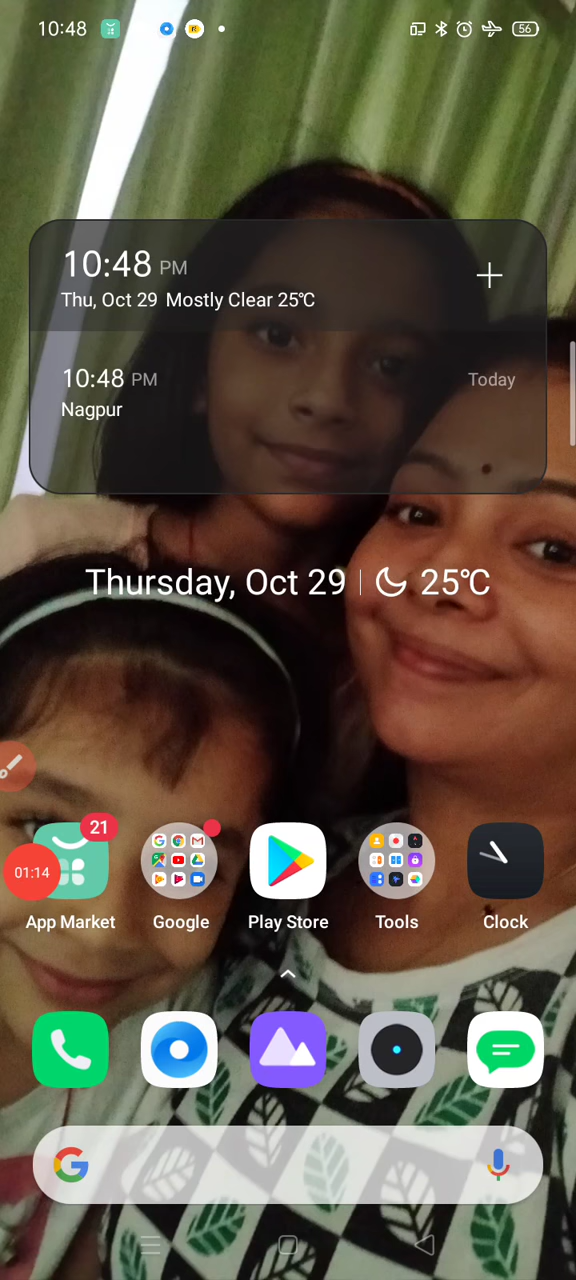 10:48
56
10:48 PM
Thu, Oct 29 Mostly Clear 25℃
10:48 PM Today
Nagpur
Thursday, Oct 29 | 25℃
21
01:14
App Market Google Play Store Tools Clock